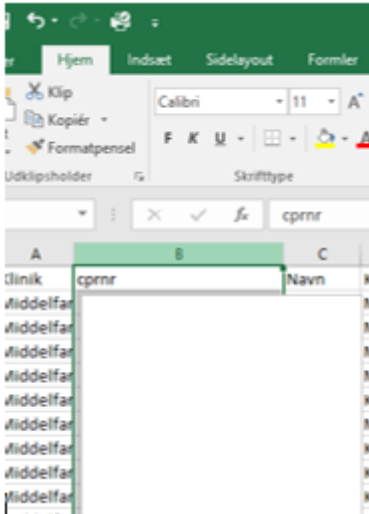 Hjem Indsæt Sidelayout Formler
Klip
Kopiér
Formatpensel
Calibri 11 A
F K U A
Udklipsholder Skrifttype
fx cprnr
A B C
Klinik cprnr Navn K
Middelfar
Middelfar
Middelfar
Middelfar
Middelfar
Middelfar
Middelfar
Middelfar
Middelfar